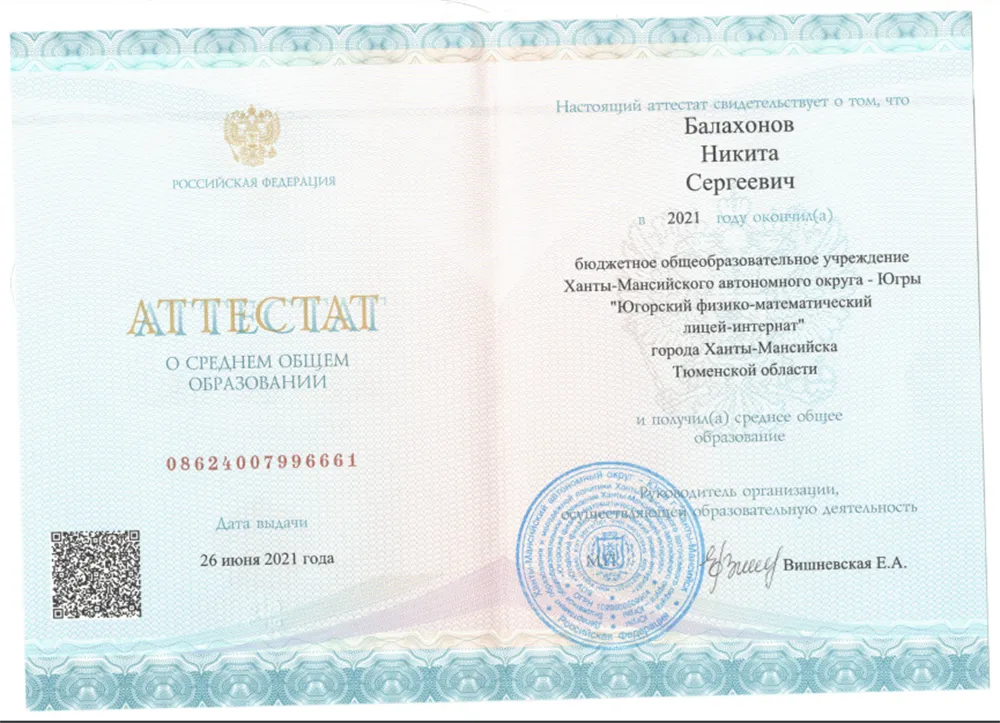 РОССИЙСКАЯ ФЕДЕРАЦИЯ
АТТЕСТАТ
О СРЕДНЕМ ОБЩЕМ
ОБРАЗОВАНИИ
08624007996661
Дата выдачи
26 июня 2021 года
Настоящий аттестат свидетельствует о том, что
Балахонов
Никита
Сергеевич
в 2021 году окончил(а)
бюджетное общеобразовательное учреждение
Ханты-Мансийского автономного округа - Югры
"Югорский физико-математический
лицей-интернат"
города Ханты-Мансийска
Тюменской области
и получил(а) среднее общее
образование
Руководитель организации,
осуществляющей образовательную деятельность
Вишневская Е.А.
М.П.
Российская Федерация